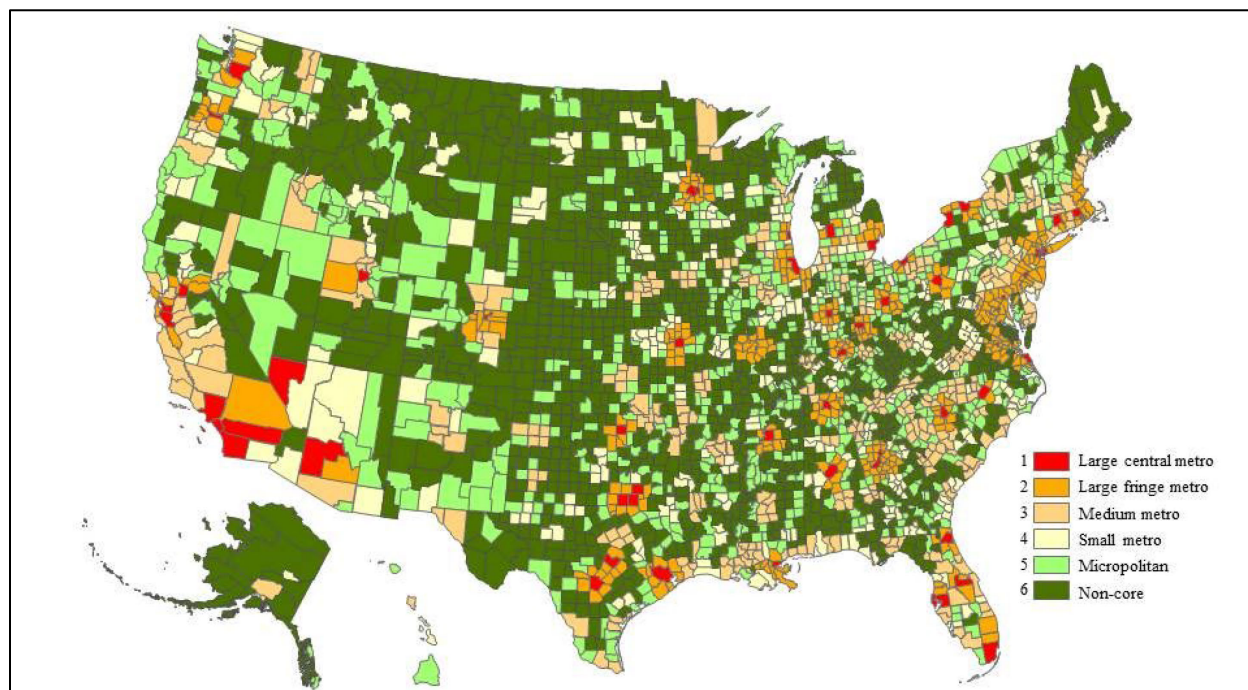 1 Large central metro
2 Large fringe metro
3 Medium metro
4 Small metro
5 Micropolitan
6 Non-core